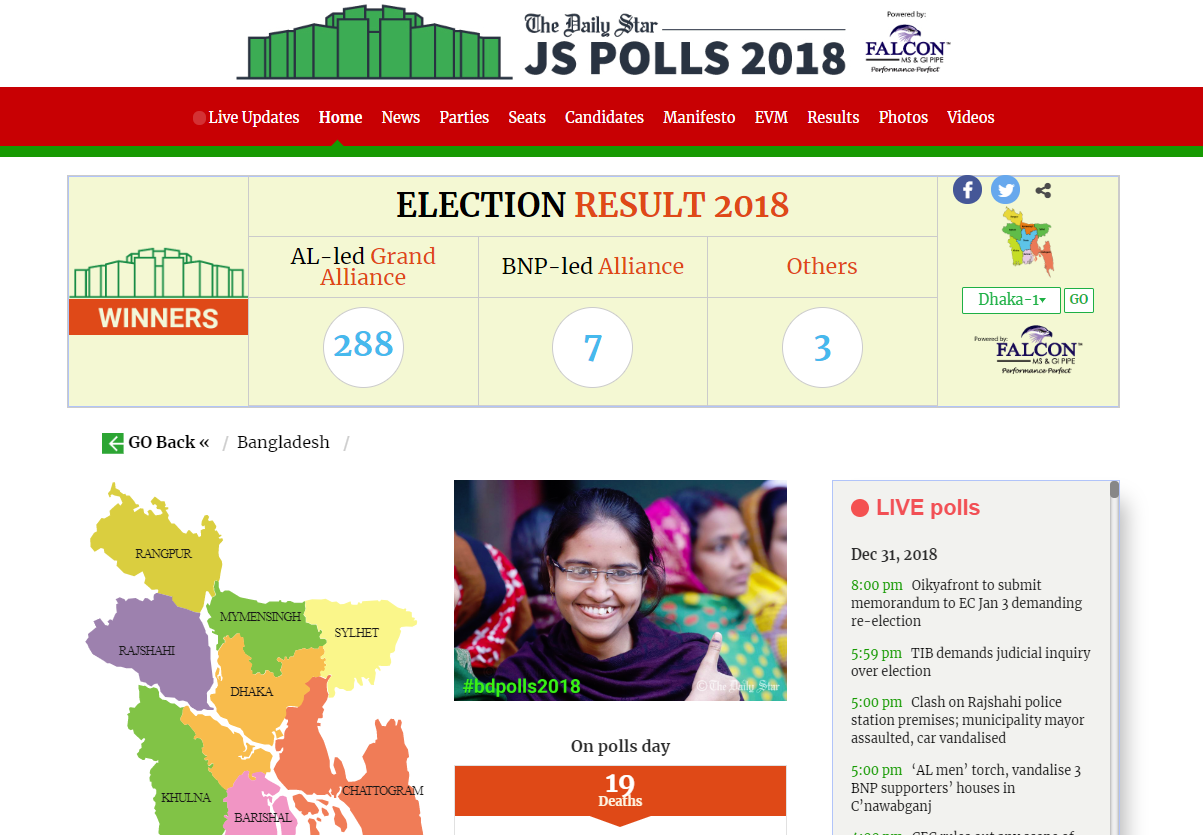 The Daily Star
JS POLLS 2018
Powered by:
FALCON™
MS & GI PIPE
Performance Perfect
Live Updates Home News Parties Seats Candidates Manifesto EVM Results Photos Videos
ELECTION RESULT 2018
WINNERS
AL-led Grand
Alliance
BNP-led Alliance
Others
288
7
3
Dhaka-1
GO
Powered by:
FALCON™
MS & GI PIPE
Performance Perfect
GO Back « / Bangladesh /
RANGPUR
MYMENSINGH
SYLHET
RAJSHAHI
DHAKA
KHULNA
CHATTOGRAM
BARISHAL
#bdpolls2018
© The Daily Star
On polls day
19
Deaths
LIVE polls
Dec 31, 2018
8:00 pm Oikyafront to submit
memorandum to EC Jan 3 demanding
re-election
5:59 pm TIB demands judicial inquiry
over election
5:00 pm Clash on Rajshahi police
station premises; municipality mayor
assaulted, car vandalised
5:00 pm ‘AL men’ torch, vandalise 3
BNP supporters’ houses in
C’nawabganj